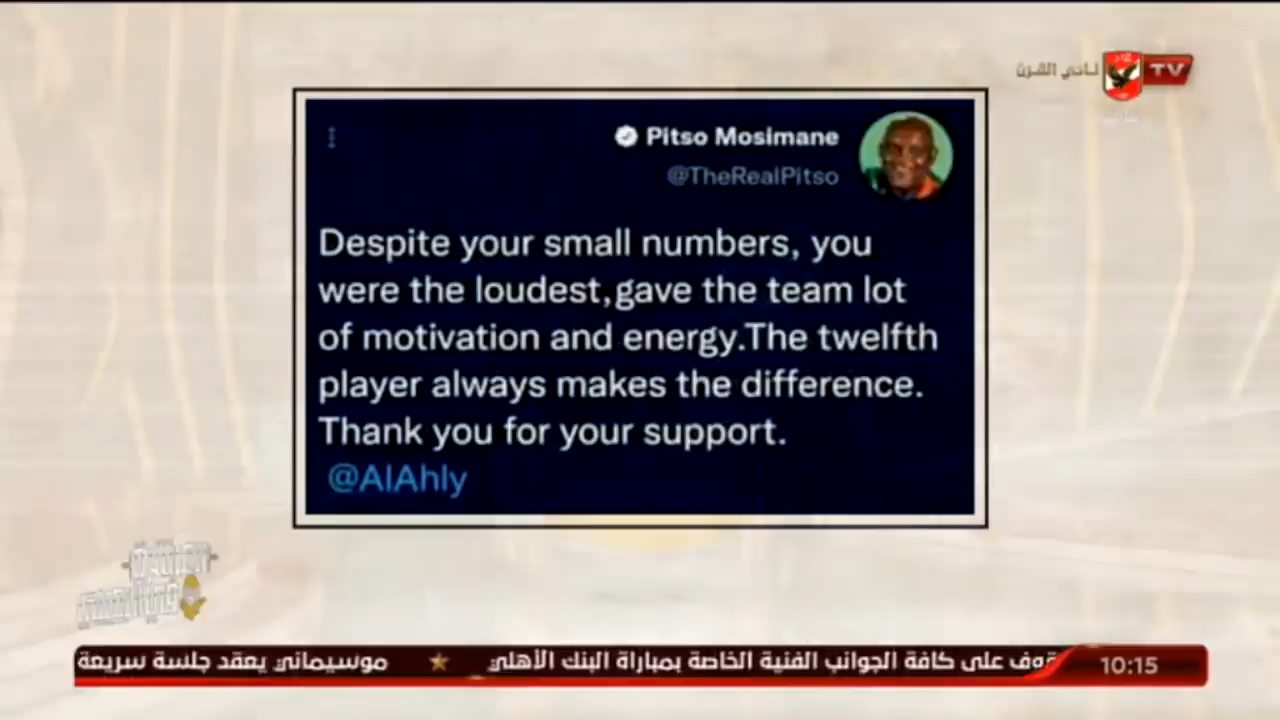 نادي القرن
TV
Pitso Mosimane
@TheRealPitso
Despite your small numbers, you
were the loudest,gave the team lot
of motivation and energy.The twelfth
player always makes the difference.
Thank you for your support.
@AlAhly
على كافة الجوانب الفنية الخاصة بمباراة البنك الأهلي ★ موسيماني يعقد جلسة سريعة
10:15